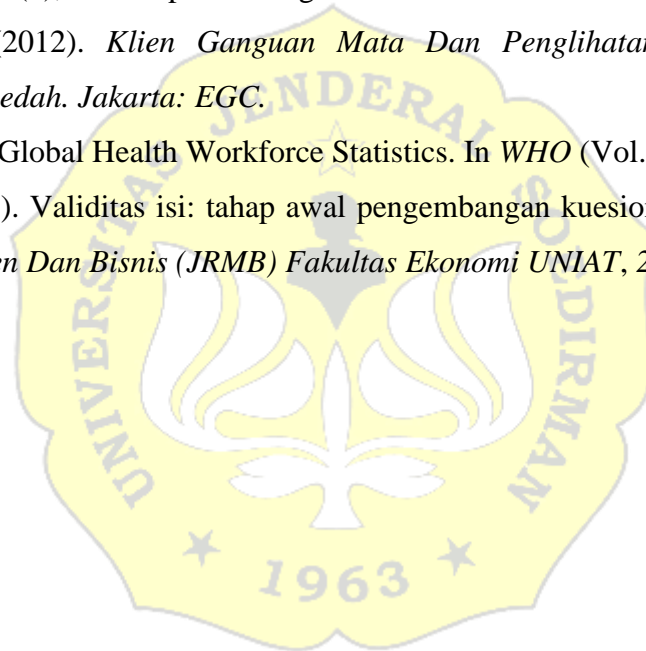 (2012). Klien Ganguan Mata Dan Penglihatan
edah. Jakarta: EGC.
Global Health Workforce Statistics. In WHO (Vol.
). Validitas isi: tahap awal pengembangan kuesion
en Dan Bisnis (JRMB) Fakultas Ekonomi UNIAT, 2
UNIVERSITAS JENDERAL SOEDIRMAN
1963